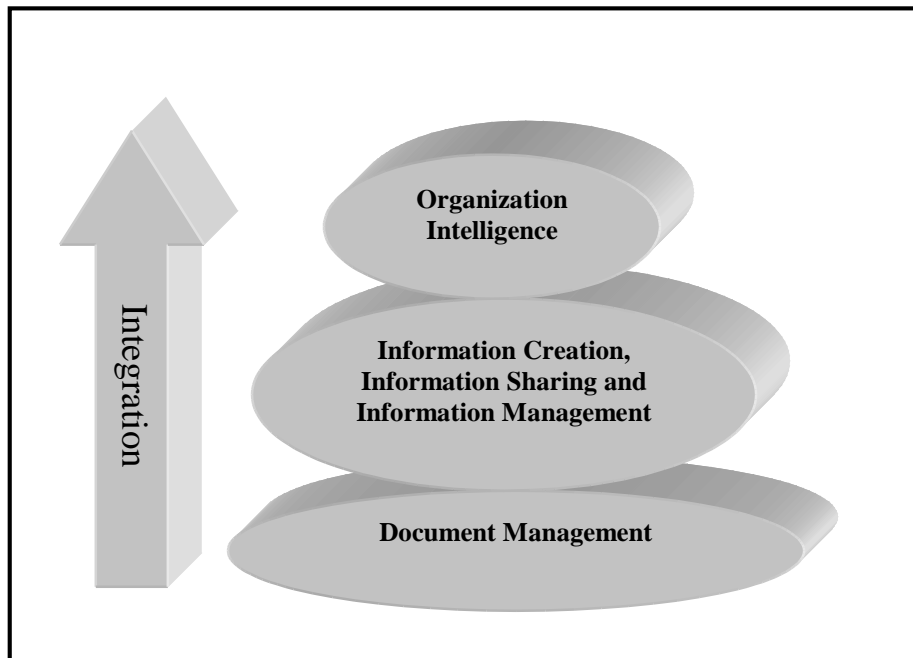 Organization
Intelligence
Integration
Information Creation,
Information Sharing and
Information Management
Document Management